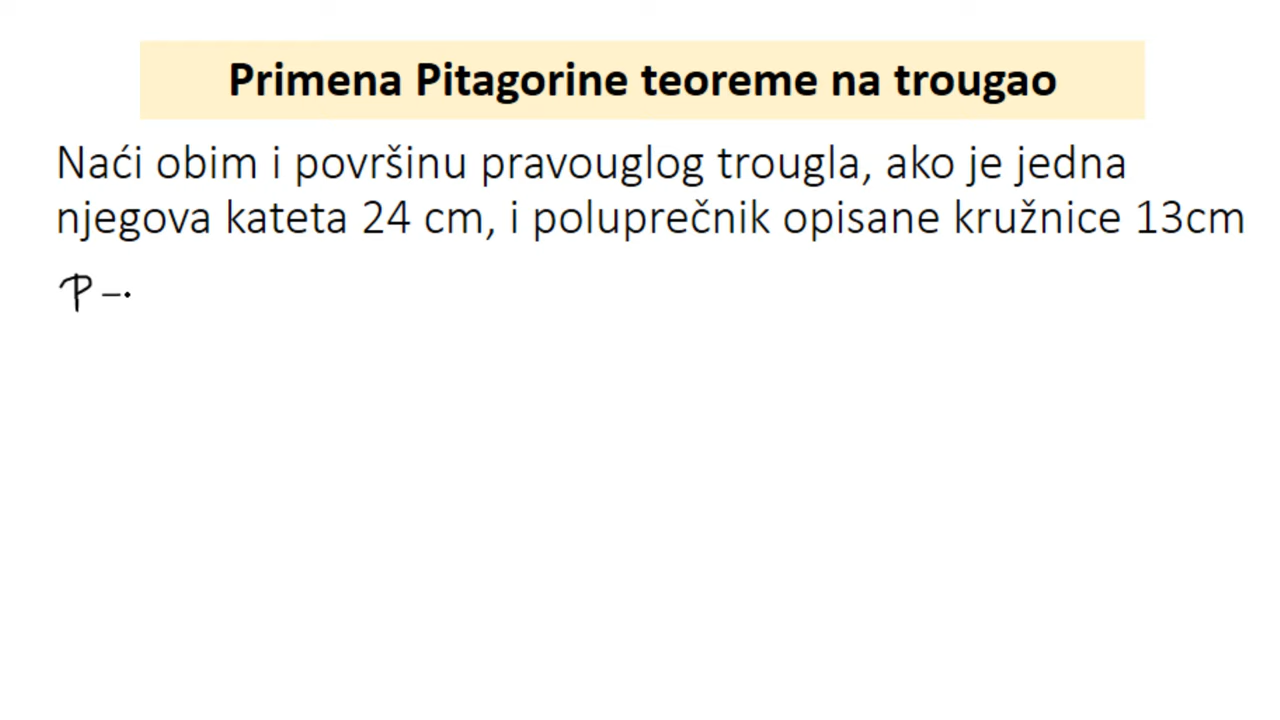 Primena Pitagorine teoreme na trougao
Naći obim i površinu pravouglog trougla, ako je jedna
njegova kateta 24 cm, i poluprečnik opisane kružnice 13cm
P -.